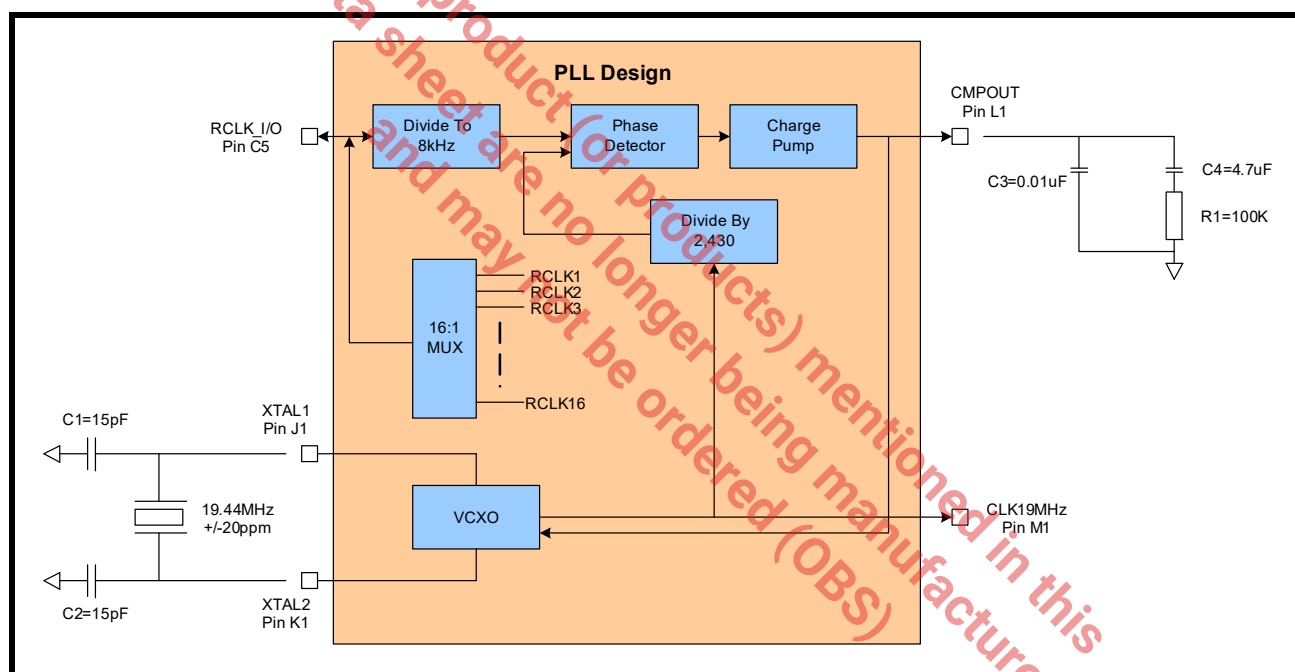 PLL Design
RCLK_I/O
Pin C5
Divide To
8kHz
Phase
Detector
Charge
Pump
CMPOUT
Pin L1
C3=0.01uF
C4=4.7uF
R1=100K
Divide By
2,430
16:1
MUX
RCLK1
RCLK2
RCLK3
RCLK16
C1=15pF
XTAL1
Pin J1
19.44MHz
+/-20ppm
VCXO
CLK19MHz
Pin M1
C2=15pF
XTAL2
Pin K1
product (or products) mentioned in this
sheet are no longer being
and may not be ordered (OBS)